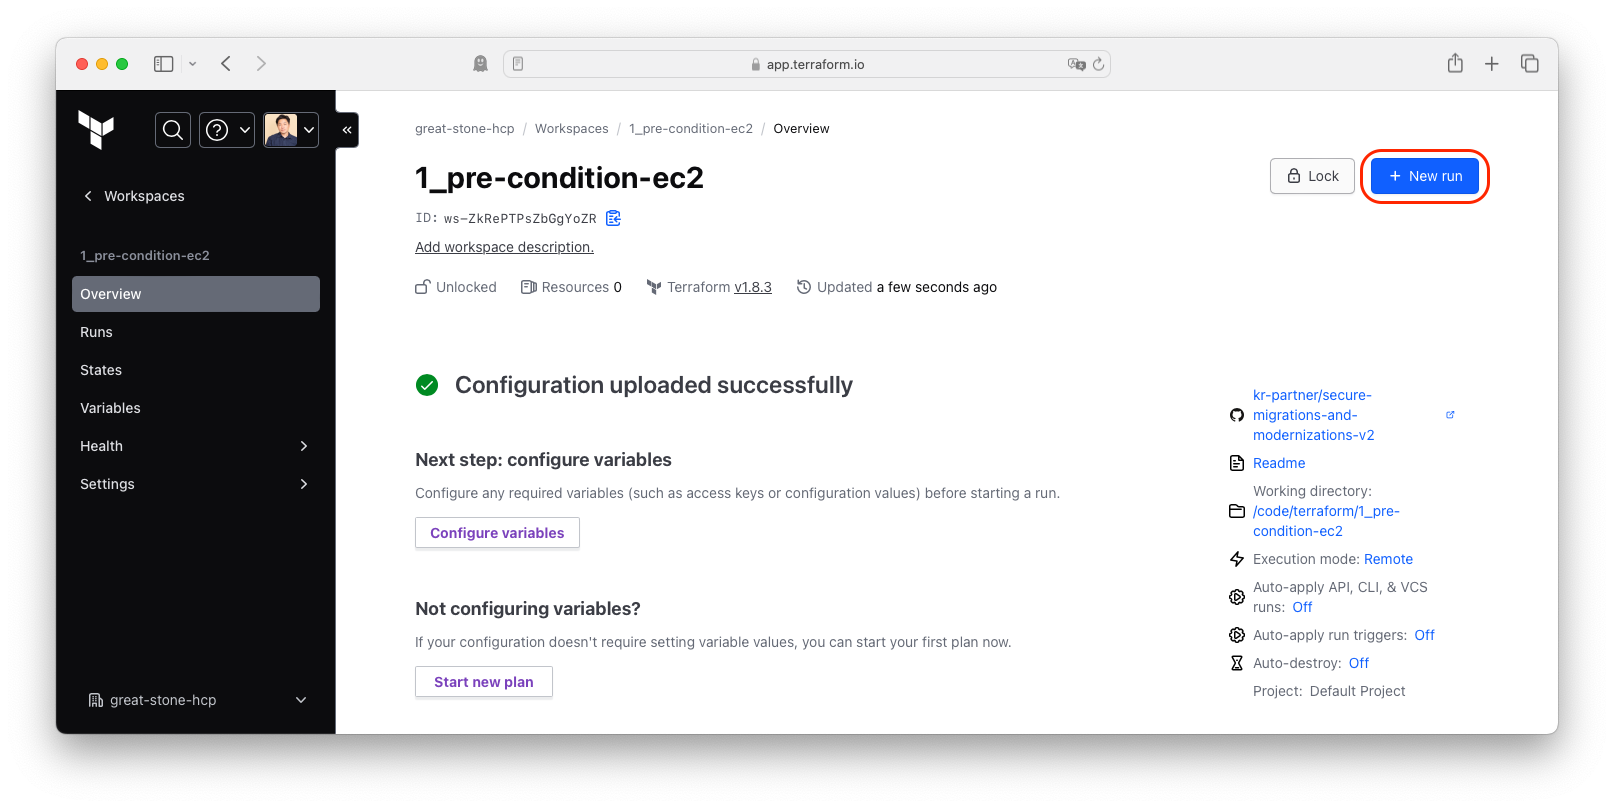 app.terraform.io
great-stone-hcp / Workspaces / 1_pre-condition-ec2 / Overview
1_pre-condition-ec2
Lock
+ New run
ID: ws-ZkRePTPsZbGgYoZR
Add workspace description.
Unlocked Resources 0 Terraform v1.8.3 Updated a few seconds ago
Workspaces
1_pre-condition-ec2
Overview
Runs
States
Variables
Health
Settings
great-stone-hcp
Configuration uploaded successfully
Next step: configure variables
Configure any required variables (such as access keys or configuration values) before starting a run.
Configure variables
Not configuring variables?
If your configuration doesn't require setting variable values, you can start your first plan now.
Start new plan
kr-partner/secure-
migrations-and-
modernizations-v2
Readme
Working directory:
/code/terraform/1_pre-
condition-ec2
Execution mode: Remote
Auto-apply API, CLI, & VCS
runs: Off
Auto-apply run triggers: Off
Auto-destroy: Off
Project: Default Project